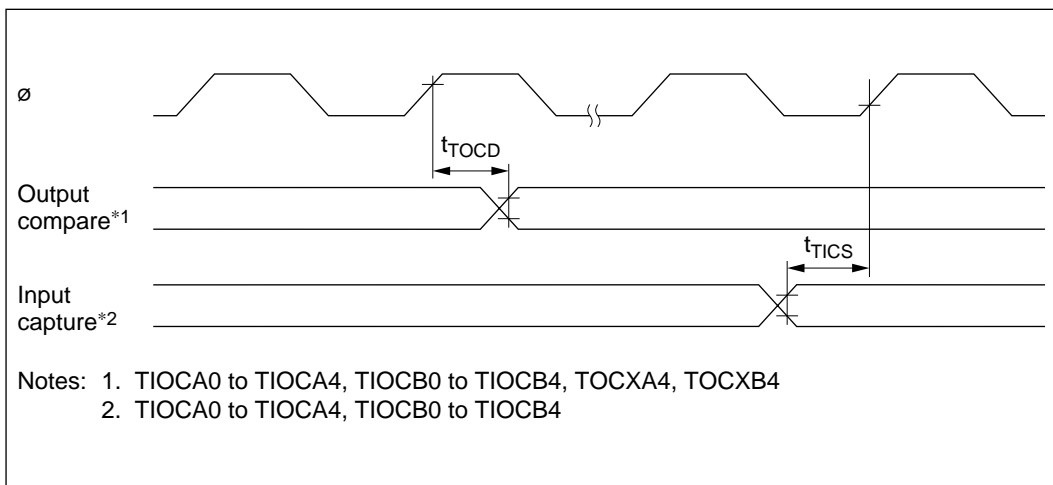 ø
tTOCD
Output
compare*1
tTICS
Input
capture*2
Notes: 1. TIOCA0 to TIOCA4, TIOCB0 to TIOCB4, TOCXA4, TOCXB4
2. TIOCA0 to TIOCA4, TIOCB0 to TIOCB4